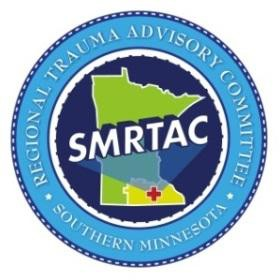 REGIONAL TRAUMA ADVISORY COMMITTEE
SMRTAC
SOUTHERN MINNESOTA